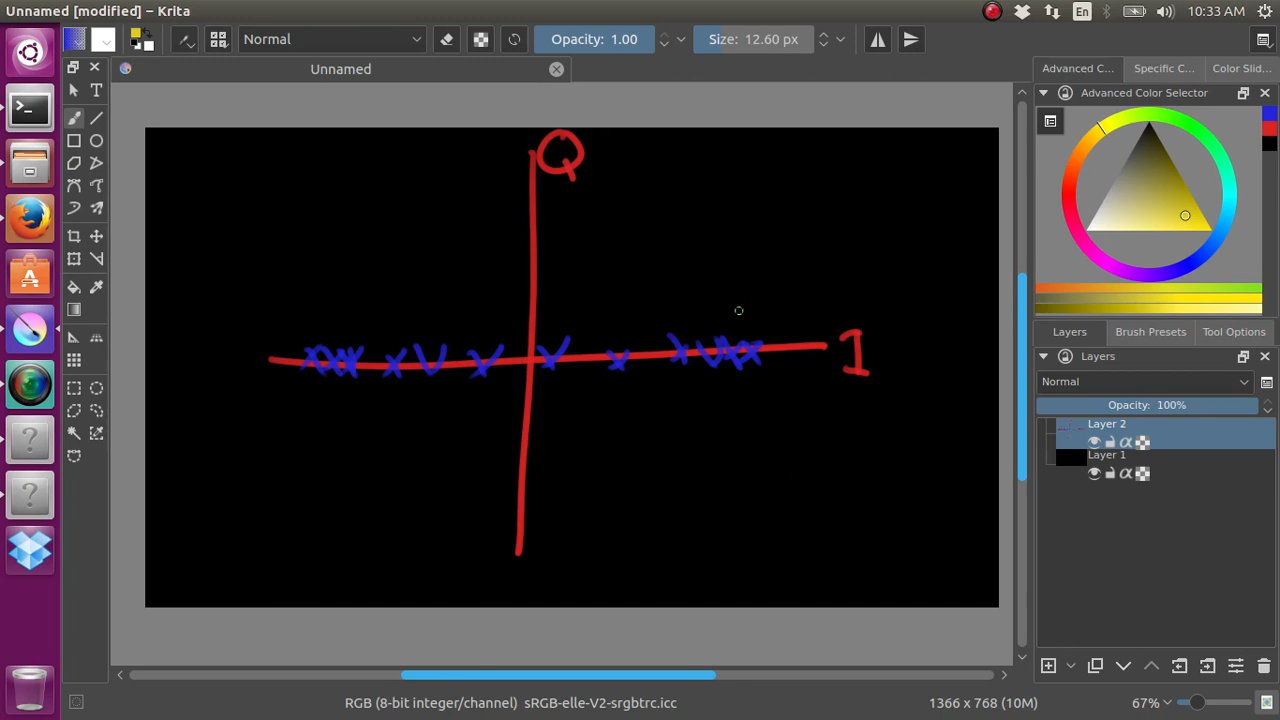 Unnamed [modified] – Krita
En
10:33 AM
Normal
Opacity: 1.00
Size: 12.60 px
Unnamed
Advanced C...
Specific C...
Color Slid...
Advanced Color Selector
Q
I
Layers
Brush Presets
Tool Options
Layers
Normal
Opacity: 100%
Layer 2
Layer 1
RGB (8-bit integer/channel) sRGB-elle-V2-srgbtrc.icc
1366 x 768 (10M)
67%